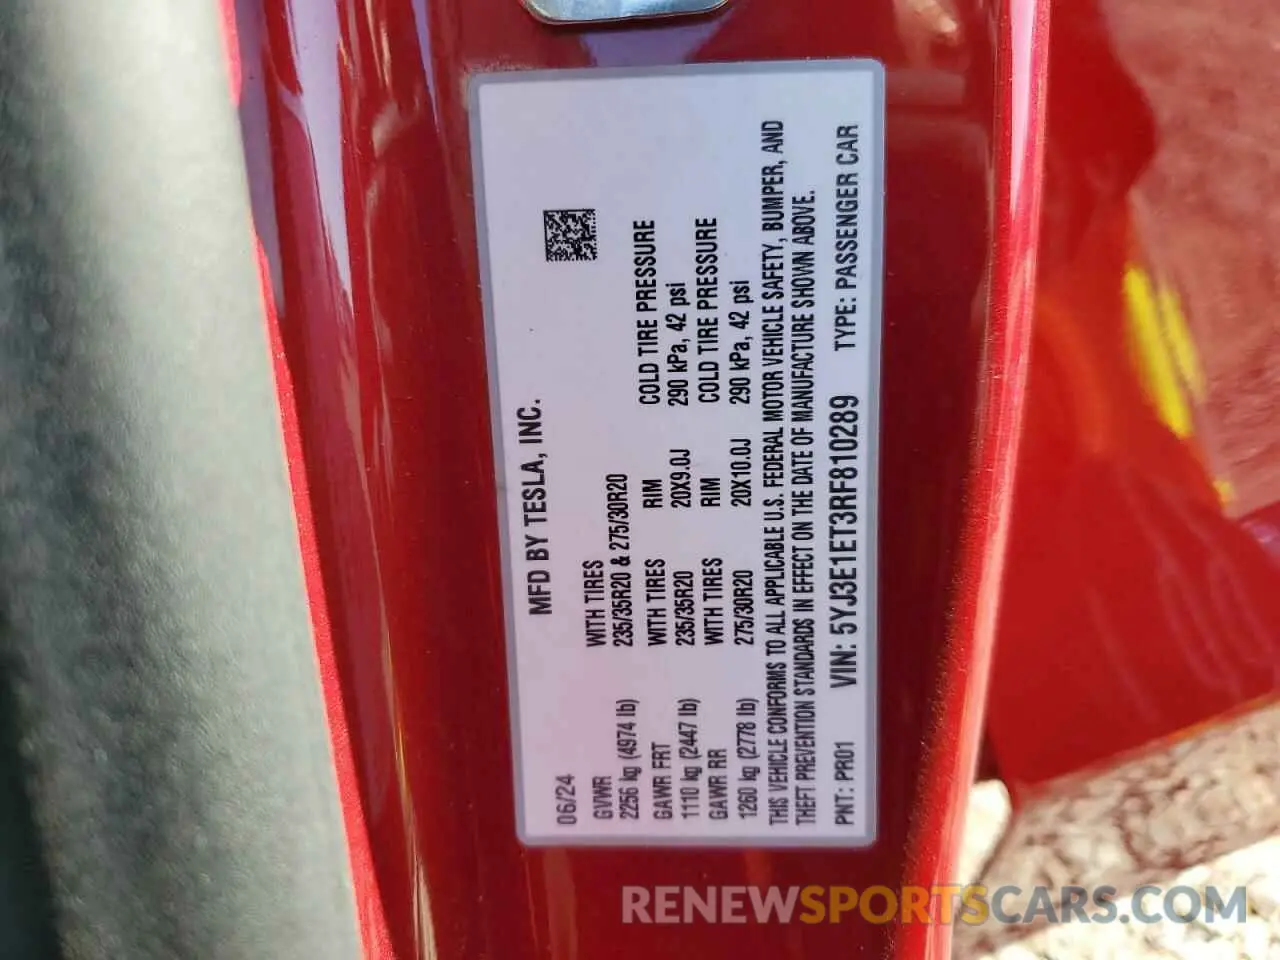 MFD BY TESLA, INC.
06/24
GVWR WITH TIRES
2256 kg (4974 lb) 235/35R20 & 275/30R20
GAWR FRT WITH TIRES RIM COLD TIRE PRESSURE
1110 kg (2447 lb) 235/35R20 20X9.0J 290 kPa, 42 psi
GAWR RR WITH TIRES RIM COLD TIRE PRESSURE
1260 kg (2778 lb) 275/30R20 20X10.0J 290 kPa, 42 psi
THIS VEHICLE CONFORMS TO ALL APPLICABLE U.S. FEDERAL MOTOR VEHICLE SAFETY, BUMPER, AND
THEFT PREVENTION STANDARDS IN EFFECT ON THE DATE OF MANUFACTURE SHOWN ABOVE.
PNT: PR01 VIN: 5YJ3E1ET3RF810289 TYPE: PASSENGER CAR
RENEWSPORTSCARS.COM